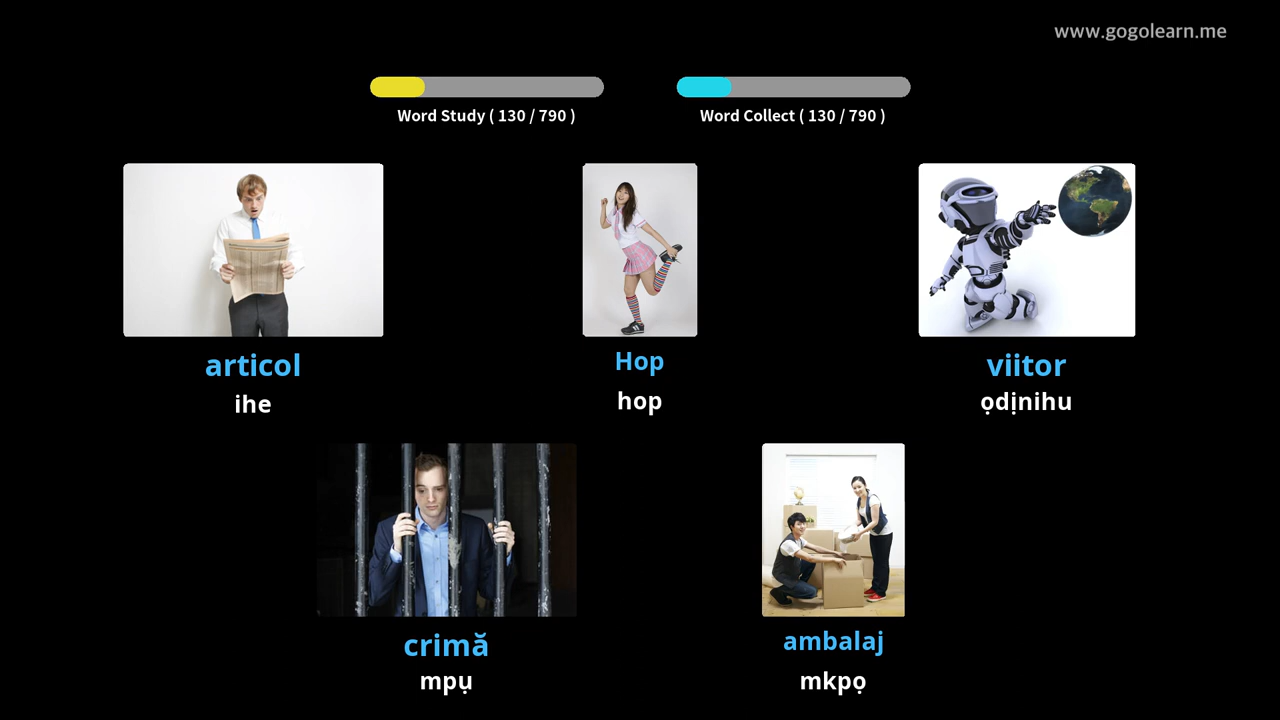 www.gogolearn.me
Word Study ( 130 / 790 )
Word Collect ( 130 / 790 )
articol
ihe
Hop
hop
viitor
ọdịnihu
crimă
mpụ
ambalaj
mkpọ